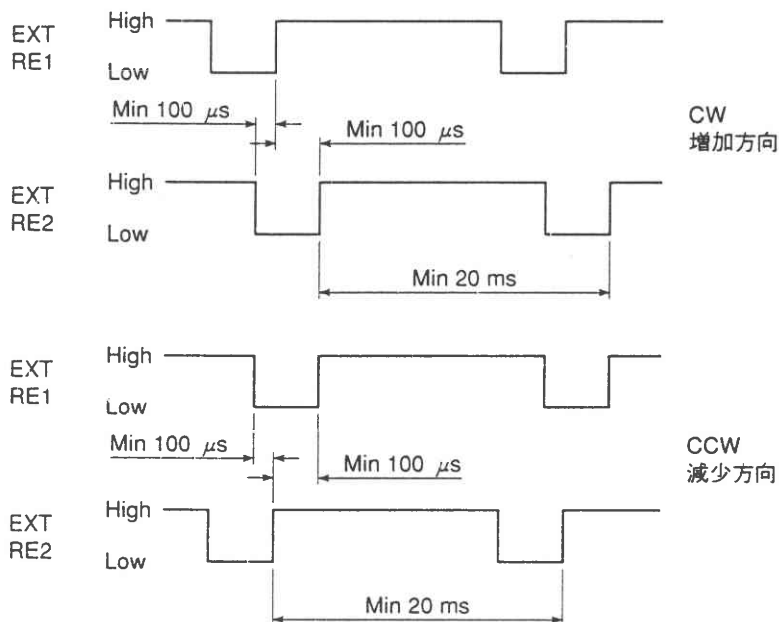 EXT
RE1
High
Low
Min 100 μs
Min 100 μs
CW
増加方向
EXT
RE2
High
Low
Min 20 ms
EXT
RE1
High
Low
Min 100 μs
Min 100 μs
CCW
減少方向
EXT
RE2
High
Low
Min 20 ms